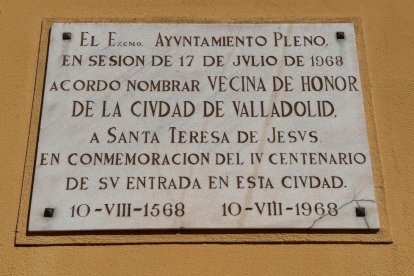 El Excmo. Ayvntamiento Pleno,
en sesion de 17 de Jvlio de 1968
acordo nombrar VECINA DE HONOR
DE LA CIVDAD DE VALLADOLID,
a Santa Teresa de Jesvs.
en conmemoracion del IV centenario
de sv entrada en esta civdad.
10-VIII-1568 10-VIII-1968